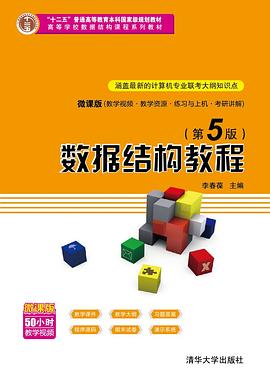 “十二五”普通高等教育本科国家级规划教材
高等学校数据结构课程系列教材
涵盖最新的计算机专业联考大纲知识点
微课版(教学视频·教学资源·练习与上机·考研讲解)
(第5版)
数据结构教程
李春葆 主编
微课版
50小时
教学视频
教学课件
教学大纲
习题答案
程序源码
期末试卷
演示系统
清华大学出版社